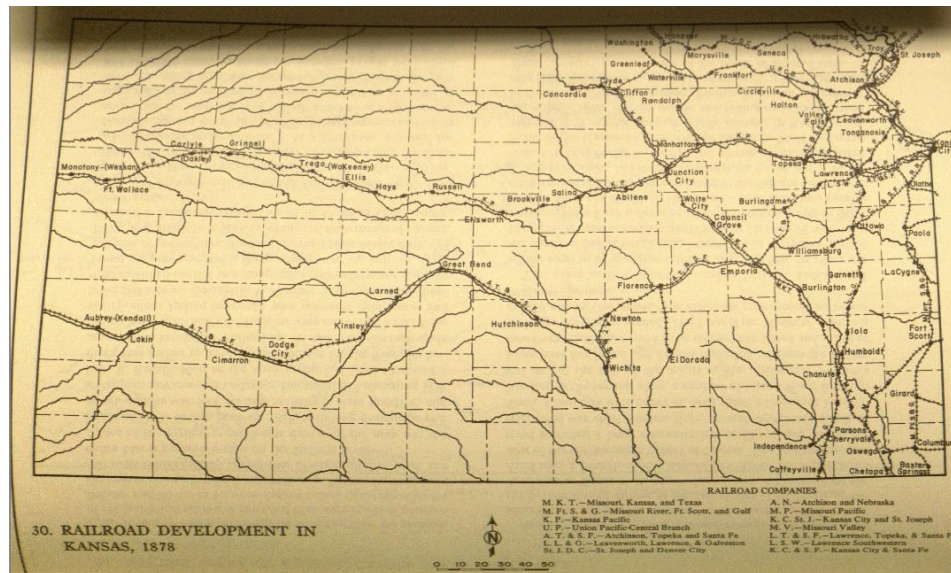 Washington
Hanover
Marysville
Seneca
Hiawatha
Troy
St. Joseph
Greenleaf
Waterville
Frankfort
Atchison
Concordia
Clyde
Clifton
Randolph
Circleville
Holton
Valley Falls
Leavenworth
Tonganoxie
Manhattan
K.P.
Topeka
Lawrence
L. S. W.
Junction City
Monotony-(Weskan)
K.P.
Ft. Wallace
Carlyle
(Oakley)
Grinnell
Trego
(WaKeeney)
Ellis
Hays
Russell
K.P.
Ellsworth
Brookville
Salina
K.P.
Abilene
White City
Council Grove
M.K.T.
Burlingame
Williamsburg
Ottawa
Paola
Emporia
MKT
Burlington
Garnett
LaCygne
Great Bend
Larned
Kinsley
Hutchinson
Florence
Newton
Wichita
El Dorado
Aubrey-(Kendall)
Lakin
Cimarron
Dodge City
Iola
Humboldt
Chanute
Fort Scott
Girard
Parsons
Cherryvale
Independence
Coffeyville
Oswego
Chetopa
Baxter Springs
30. RAILROAD DEVELOPMENT IN
KANSAS, 1878
N
0 10 20 30 40 50
RAILROAD COMPANIES
M. K. T.—Missouri, Kansas, and Texas
M. Ft. S. & G.—Missouri River, Ft. Scott, and Gulf
K. P.—Kansas Pacific
U. P.—Union Pacific-Central Branch
A. T. & S. F.—Atchinson, Topeka and Santa Fe
L. L. & G.—Leavenworth, Lawrence, & Galveston
St. J. D. C.—St. Joseph and Denver City
A. N.—Atchison and Nebraska
M. P.—Missouri Pacific
K. C. St. J.—Kansas City and St. Joseph
M. V.—Missouri Valley
L. T. & S. F.—Lawrence, Topeka, & Santa F
L. S. W.—Lawrence Southwestern
K. C. & S. F.—Kansas City & Santa Fe